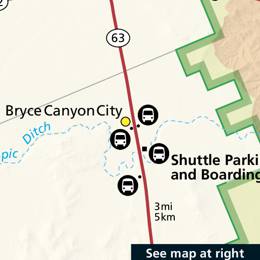 63
Bryce Canyon City
Ditch
pic
Shuttle Parki
and Boarding
3mi
5km
See map at right